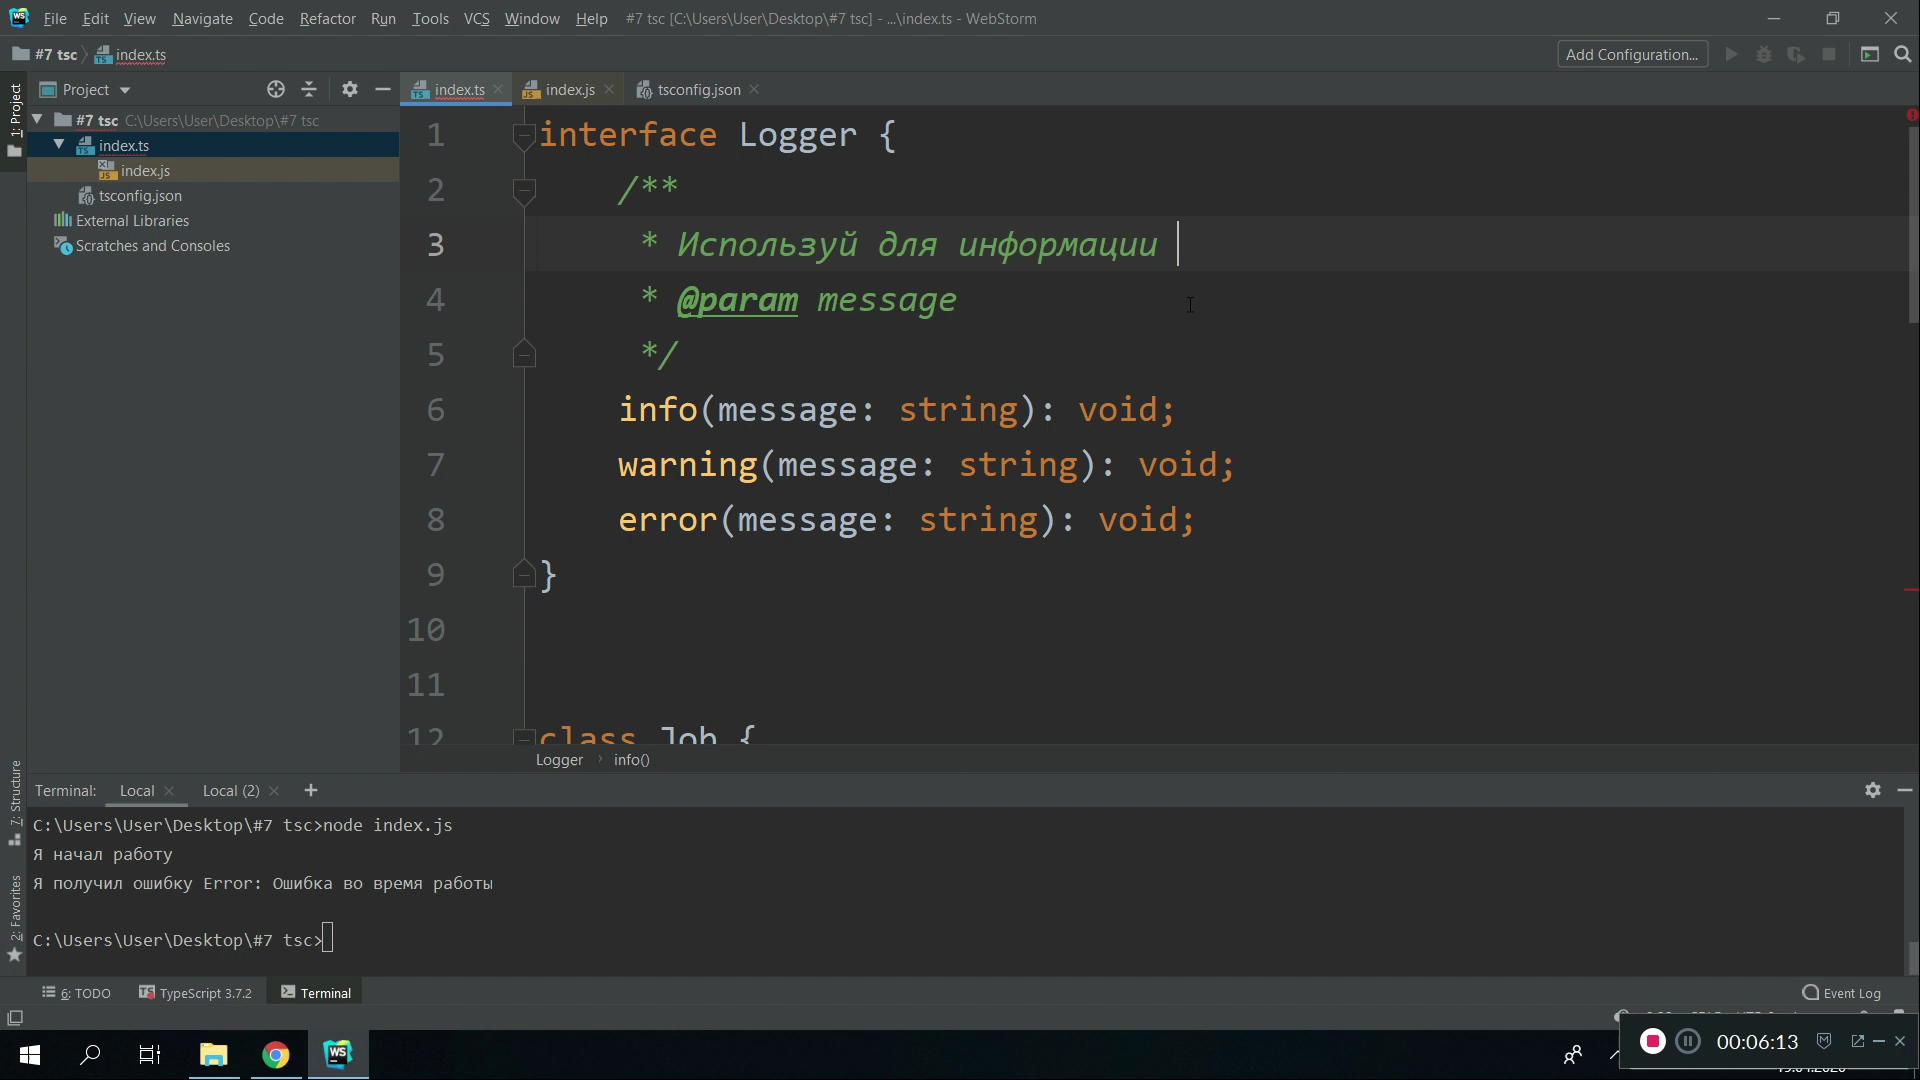 File Edit View Navigate Code Refactor Run Tools VCS Window Help #7 tsc [C:\Users\User\Desktop\#7 tsc] - ...\index.ts - WebStorm
#7 tsc index.ts Add Configuration...
Project index.ts index.js tsconfig.json
1: Project
#7 tsc C:\Users\User\Desktop\#7 tsc
index.ts
index.js
tsconfig.json
External Libraries
Scratches and Consoles
1 interface Logger {
2 /**
3 * Используй для информации
4 * @param message
5 */
6 info(message: string): void;
7 warning(message: string): void;
8 error(message: string): void;
9 }
10
11
12 class Job {
Logger info()
7: Structure
2: Favorites
Terminal: Local Local (2) +
C:\Users\User\Desktop\#7 tsc>node index.js
Я начал работу
Я получил ошибку Error: Ошибка во время работы
C:\Users\User\Desktop\#7 tsc>
6: TODO TypeScript 3.7.2 Terminal Event Log
00:06:13